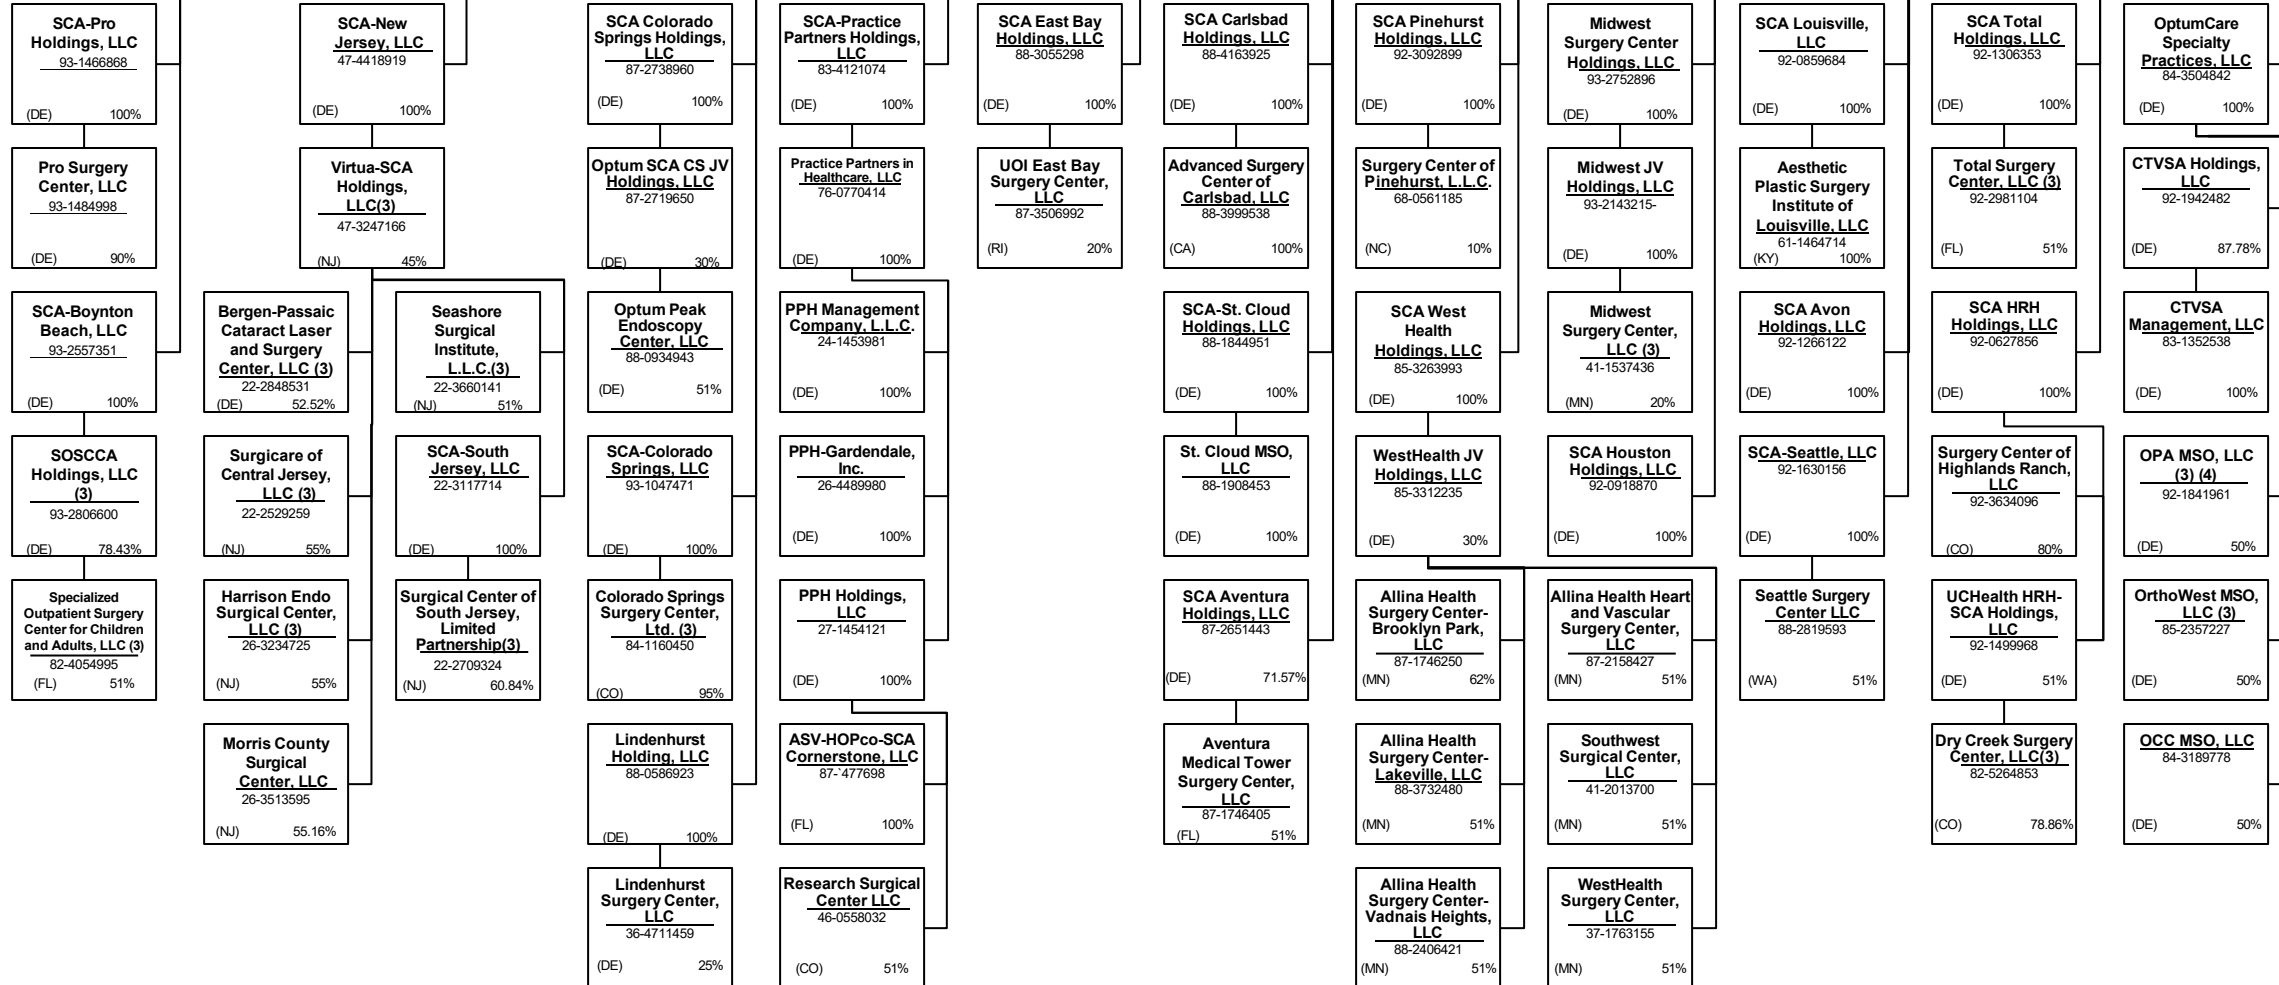 SCA-Pro
Holdings, LLC
93-1466868
(DE) 100%
Pro Surgery
Center, LLC
93-1484998
(DE) 90%
SCA-Boynton
Beach, LLC
93-2557351
(DE) 100%
SOSCCA
Holdings, LLC
(3)
93-2806600
(DE) 78.43%
Specialized
Outpatient Surgery
Center for Children
and Adults, LLC (3)
82-4054995
(FL) 51%
SCA-New
Jersey, LLC
47-4418919
(DE) 100%
Virtua-SCA
Holdings,
LLC(3)
47-3247166
(NJ) 45%
Bergen-Passaic
Cataract Laser
and Surgery
Center, LLC (3)
22-2848531
(DE) 52.52%
Surgicare of
Central Jersey,
LLC (3)
22-2529259
(NJ) 55%
Harrison Endo
Surgical Center,
LLC (3)
26-3234725
(NJ) 55%
Morris County
Surgical
Center, LLC
26-3513595
(NJ) 55.16%
Seashore
Surgical
Institute,
L.L.C.(3)
22-3660141
(NJ) 51%
SCA-South
Jersey, LLC
22-3117714
(DE) 100%
Surgical Center of
South Jersey,
Limited
Partnership(3)
22-2709324
(NJ) 60.84%
SCA Colorado
Springs Holdings,
LLC
87-2738960
(DE) 100%
Optum SCA CS JV
Holdings, LLC
87-2719650
(DE) 30%
Optum Peak
Endoscopy
Center, LLC
88-0934943
(DE) 51%
SCA-Colorado
Springs, LLC
93-1047471
(DE) 100%
Colorado Springs
Surgery Center,
Ltd. (3)
84-1160450
(CO) 95%
Lindenhurst
Holding, LLC
88-0586923
(DE) 100%
Lindenhurst
Surgery Center,
LLC
36-4711459
(DE) 25%
SCA-Practice
Partners Holdings,
LLC
83-4121074
(DE) 100%
Practice Partners in
Healthcare, LLC
76-0770414
(DE) 100%
PPH Management
Company, L.L.C.
24-1453981
(DE) 100%
PPH-Gardendale,
Inc.
26-4489980
(DE) 100%
PPH Holdings,
LLC
27-1454121
(DE) 100%
ASV-HOPco-SCA
Cornerstone, LLC
87-`477698
(FL) 100%
Research Surgical
Center LLC
46-0558032
(CO) 51%
SCA East Bay
Holdings, LLC
88-3055298
(DE) 100%
UOI East Bay
Surgery Center,
LLC
87-3506992
(RI) 20%
SCA Carlsbad
Holdings, LLC
88-4163925
(DE) 100%
Advanced Surgery
Center of
Carlsbad, LLC
88-3999538
(CA) 100%
SCA-St. Cloud
Holdings, LLC
88-1844951
(DE) 100%
St. Cloud MSO,
LLC
88-1908453
(DE) 100%
SCA Aventura
Holdings, LLC
87-2651443
(DE) 71.57%
Aventura
Medical Tower
Surgery Center,
LLC
87-1746405
(FL) 51%
SCA Pinehurst
Holdings, LLC
92-3092899
(DE) 100%
Surgery Center of
Pinehurst, L.L.C.
68-0561185
(NC) 10%
SCA West
Health
Holdings, LLC
85-3263993
(DE) 100%
WestHealth JV
Holdings, LLC
85-3312235
(DE) 30%
Allina Health
Surgery Center-
Brooklyn Park,
LLC
87-1746250
(MN) 62%
Allina Health
Surgery Center-
Lakeville, LLC
88-3732480
(MN) 51%
Allina Health
Surgery Center-
Vadnais Heights,
LLC
88-2406421
(MN) 51%
Midwest
Surgery Center
Holdings, LLC
93-2752896
(DE) 100%
Midwest JV
Holdings, LLC
93-2143215-
(DE) 100%
Midwest
Surgery Center,
LLC (3)
41-1537436
(MN) 20%
SCA Houston
Holdings, LLC
92-0918870
(DE) 100%
Allina Health Heart
and Vascular
Surgery Center,
LLC
87-2158427
(MN) 51%
Southwest
Surgical Center,
LLC
41-2013700
(MN) 51%
WestHealth
Surgery Center,
LLC
37-1763155
(MN) 51%
SCA Louisville,
LLC
92-0859684
(DE) 100%
Aesthetic
Plastic Surgery
Institute of
Louisville, LLC
61-1464714
(KY) 100%
SCA Avon
Holdings, LLC
92-1266122
(DE) 100%
SCA-Seattle, LLC
92-1630156
(DE) 100%
Seattle Surgery
Center LLC
88-2819593
(WA) 51%
SCA Total
Holdings, LLC
92-1306353
(DE) 100%
Total Surgery
Center, LLC (3)
92-2981104
(FL) 51%
SCA HRH
Holdings, LLC
92-0627856
(DE) 100%
Surgery Center of
Highlands Ranch,
LLC
92-3634096
(CO) 80%
UCHealth HRH-
SCA Holdings,
LLC
92-1499968
(DE) 51%
Dry Creek Surgery
Center, LLC(3)
82-5264853
(CO) 78.86%
OptumCare
Specialty
Practices, LLC
84-3504842
(DE) 100%
CTVSA Holdings,
LLC
92-1942482
(DE) 87.78%
CTVSA
Management, LLC
83-1352538
(DE) 100%
OPA MSO, LLC
(3) (4)
92-1841961
(DE) 50%
OrthoWest MSO,
LLC (3)
85-2357227
(DE) 50%
OCC MSO, LLC
84-3189778
(DE) 50%